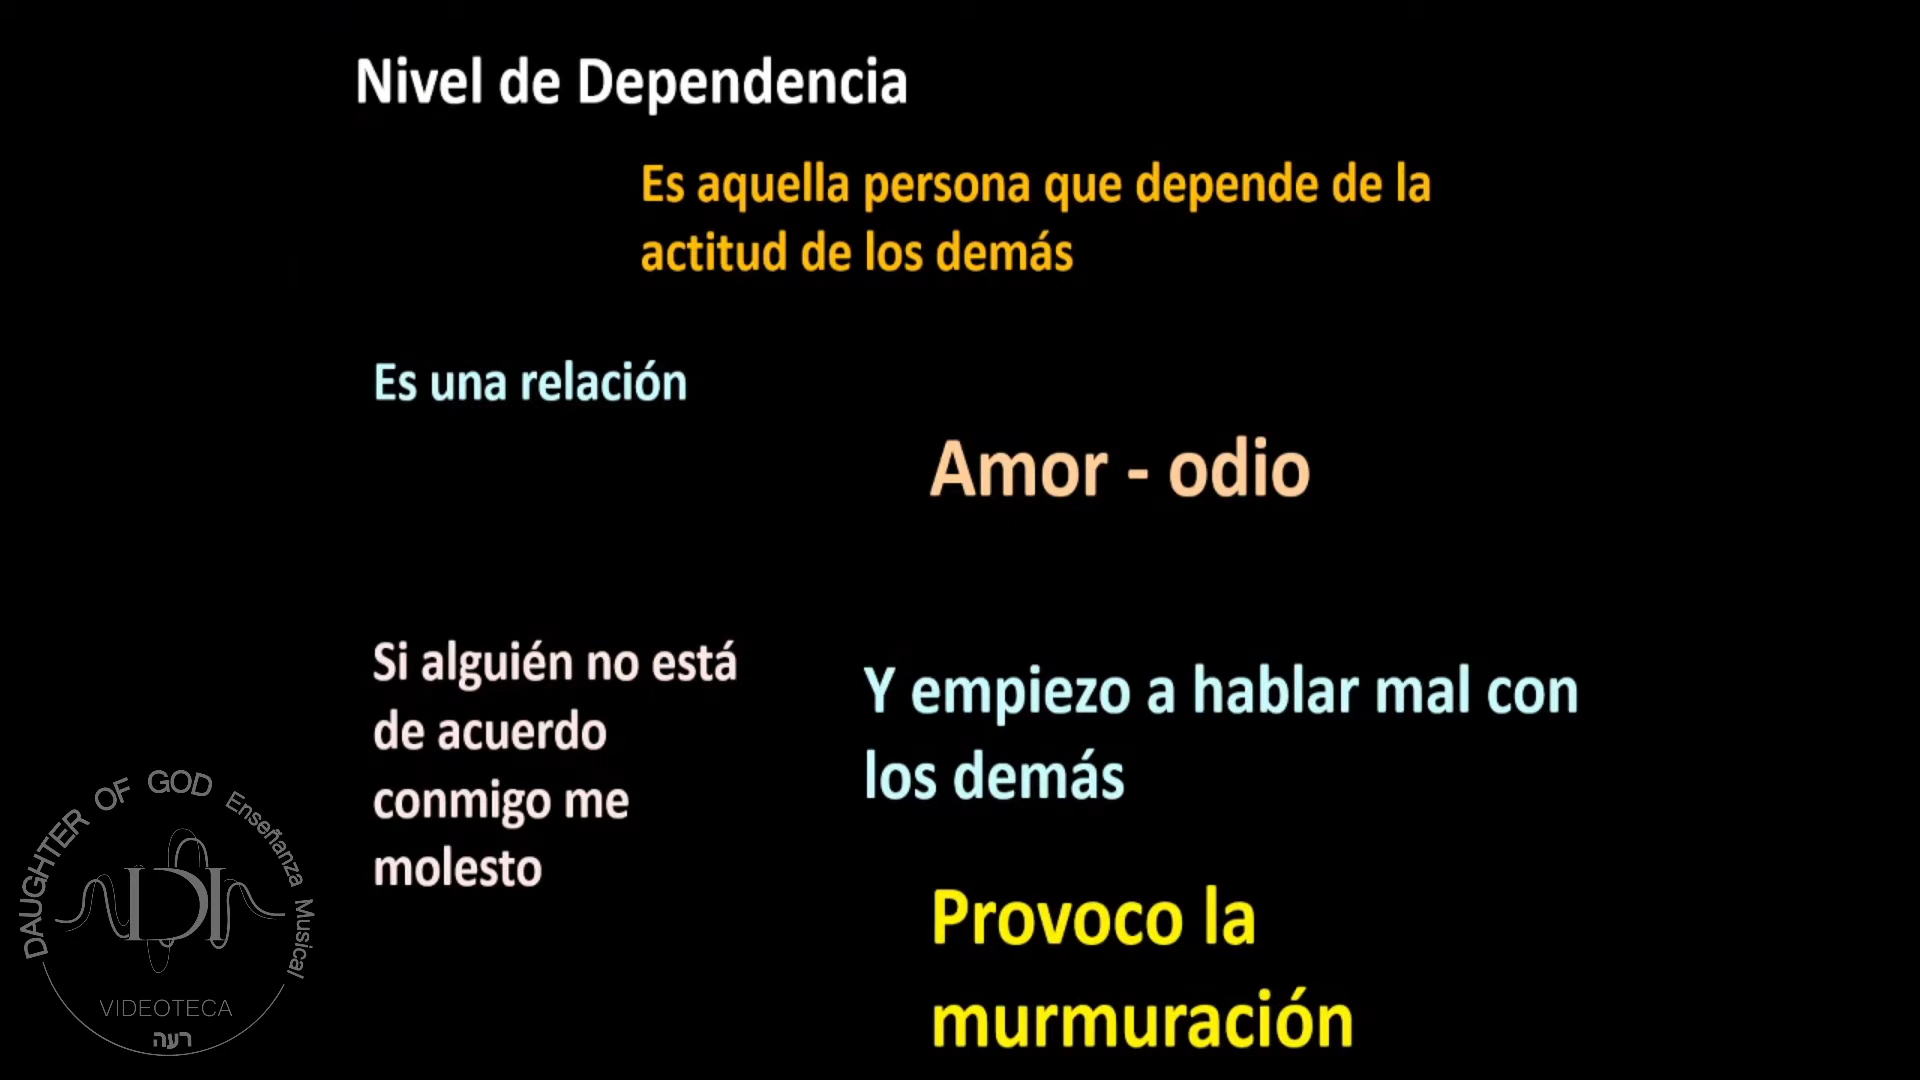 Nivel de Dependencia
Es aquella persona que depende de la
actitud de los demás
Es una relación
Amor - odio
Si alguién no está
de acuerdo
conmigo me
molesto
Y empiezo a hablar mal con
los demás
Provoco la
murmuración
DAUGHTER OF GOD Enseñanza Musical
VIDEOTECA
רעה